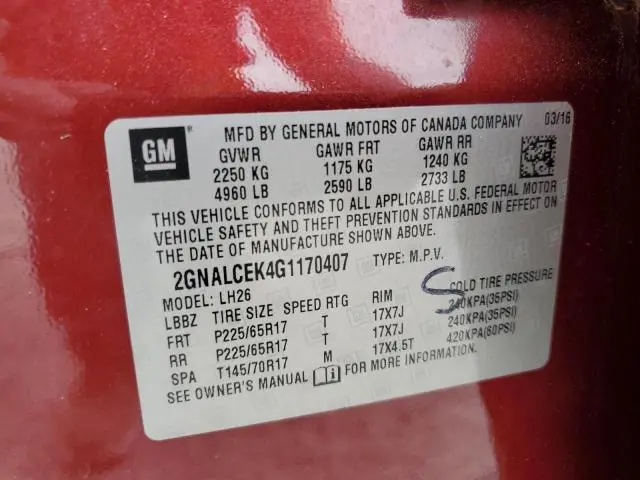 GM
MFD BY GENERAL MOTORS OF CANADA COMPANY 03/16
GVWR GAWR FRT GAWR RR
2250 KG 1175 KG 1240 KG
4960 LB 2590 LB 2733 LB
THIS VEHICLE CONFORMS TO ALL APPLICABLE U.S. FEDERAL MOTOR
VEHICLE SAFETY AND THEFT PREVENTION STANDARDS IN EFFECT ON
THE DATE OF MANUFACTURE SHOWN ABOVE.
2GNALCEK4G1170407 TYPE: M.P.V.
MODEL: LH26
LBBZ TIRE SIZE SPEED RTG RIM COLD TIRE PRESSURE
FRT P225/65R17 T 17X7J 240KPA(35PSI)
RR P225/65R17 T 17X7J 240KPA(35PSI)
SPA T145/70R17 M 17X4.5T 420KPA(60PSI)
SEE OWNER'S MANUAL FOR MORE INFORMATION.